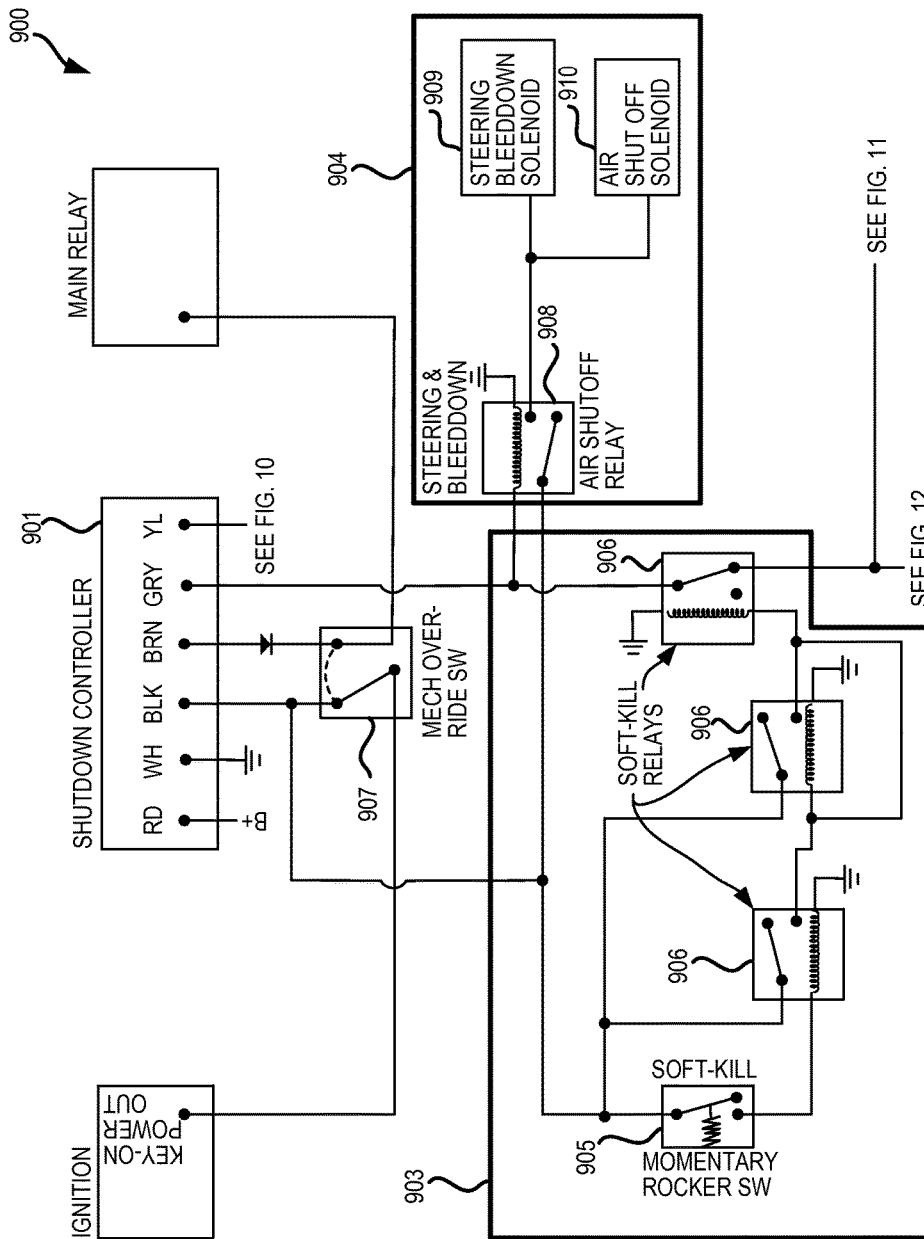 900
IGNITION
KEY-ON
POWER
OUT
SHUTDOWN CONTROLLER
901
RD
WH
BLK
BRN
GRY
YL
B+
SEE FIG. 10
MAIN RELAY
907
MECH OVER-
RIDE SW
904
STEERING &
BLEEDDOWN
908
AIR SHUTOFF
RELAY
909
STEERING
BLEEDDOWN
SOLENOID
910
AIR
SHUT OFF
SOLENOID
903
905
SOFT-KILL
MOMENTARY
ROCKER SW
906
906
906
SOFT-KILL
RELAYS
SEE FIG. 11
SEE FIG. 12